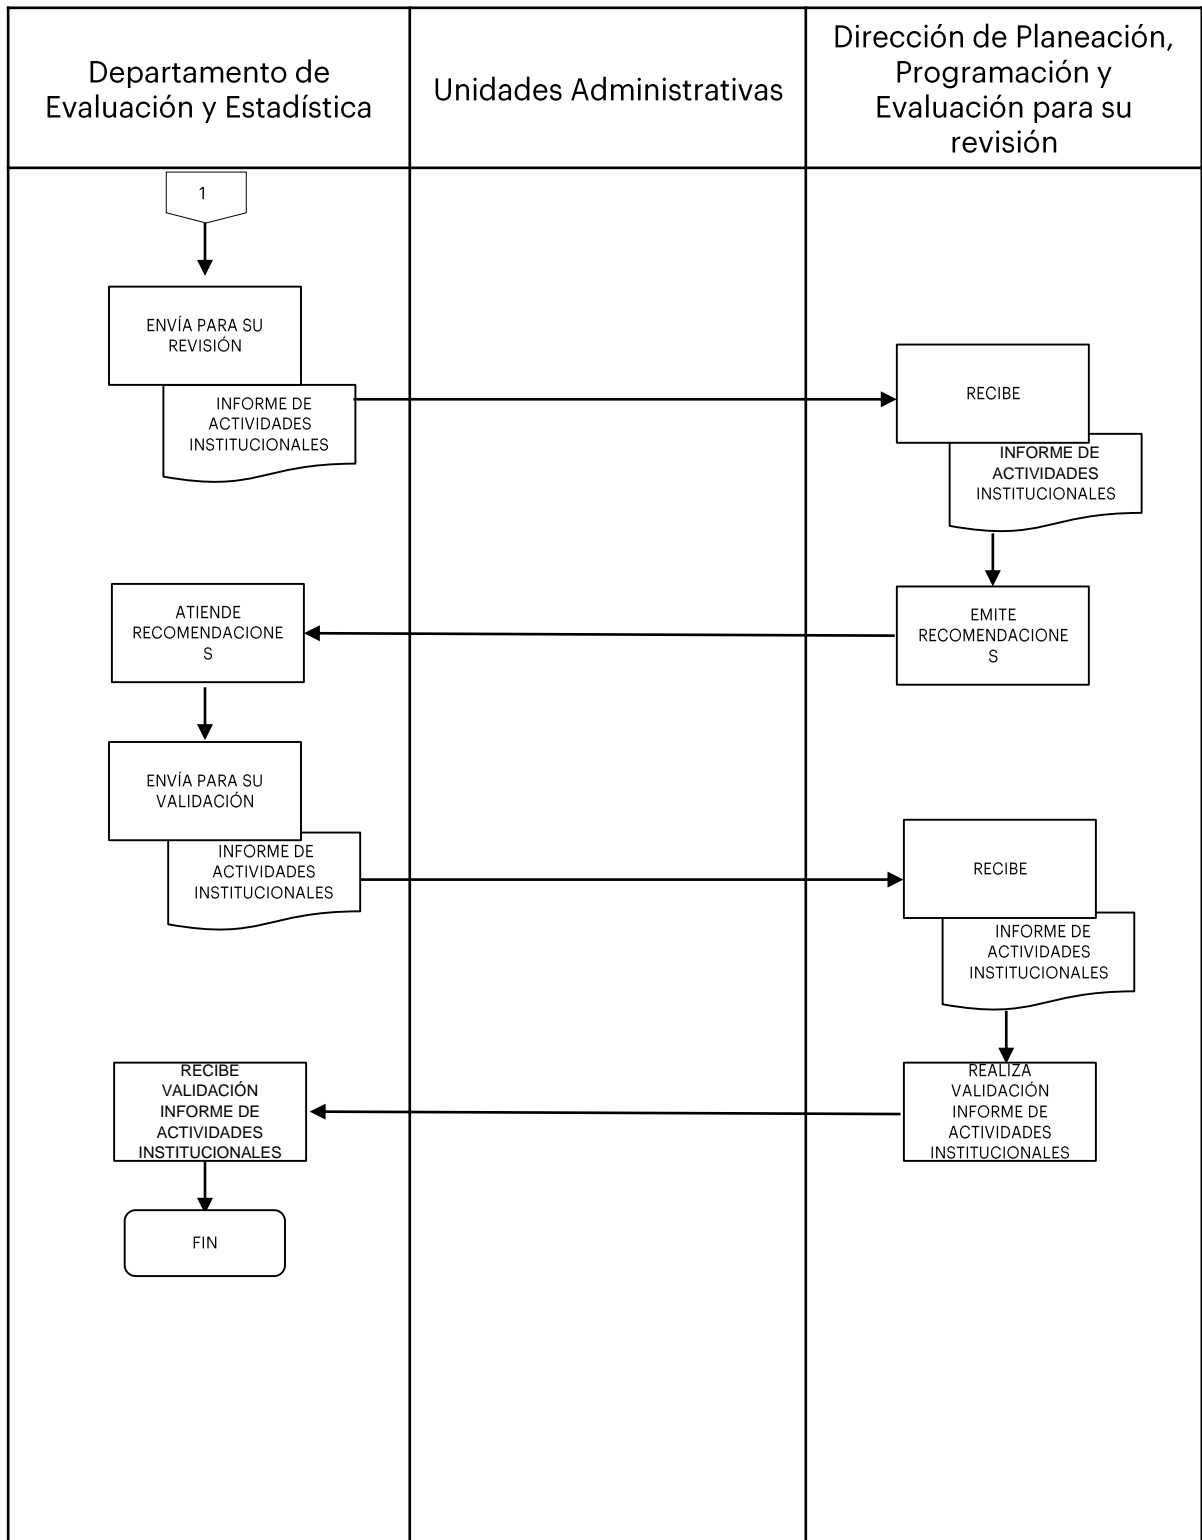 Departamento de
Evaluación y Estadística
Unidades Administrativas
Dirección de Planeación,
Programación y
Evaluación para su
revisión
1
ENVÍA PARA SU
REVISIÓN
INFORME DE
ACTIVIDADES
INSTITUCIONALES
RECIBE
INFORME DE
ACTIVIDADES
INSTITUCIONALES
EMITE
RECOMENDACIONE
S
ATIENDE
RECOMENDACIONE
S
ENVÍA PARA SU
VALIDACIÓN
INFORME DE
ACTIVIDADES
INSTITUCIONALES
RECIBE
INFORME DE
ACTIVIDADES
INSTITUCIONALES
REALIZA
VALIDACIÓN
INFORME DE
ACTIVIDADES
INSTITUCIONALES
RECIBE
VALIDACIÓN
INFORME DE
ACTIVIDADES
INSTITUCIONALES
FIN